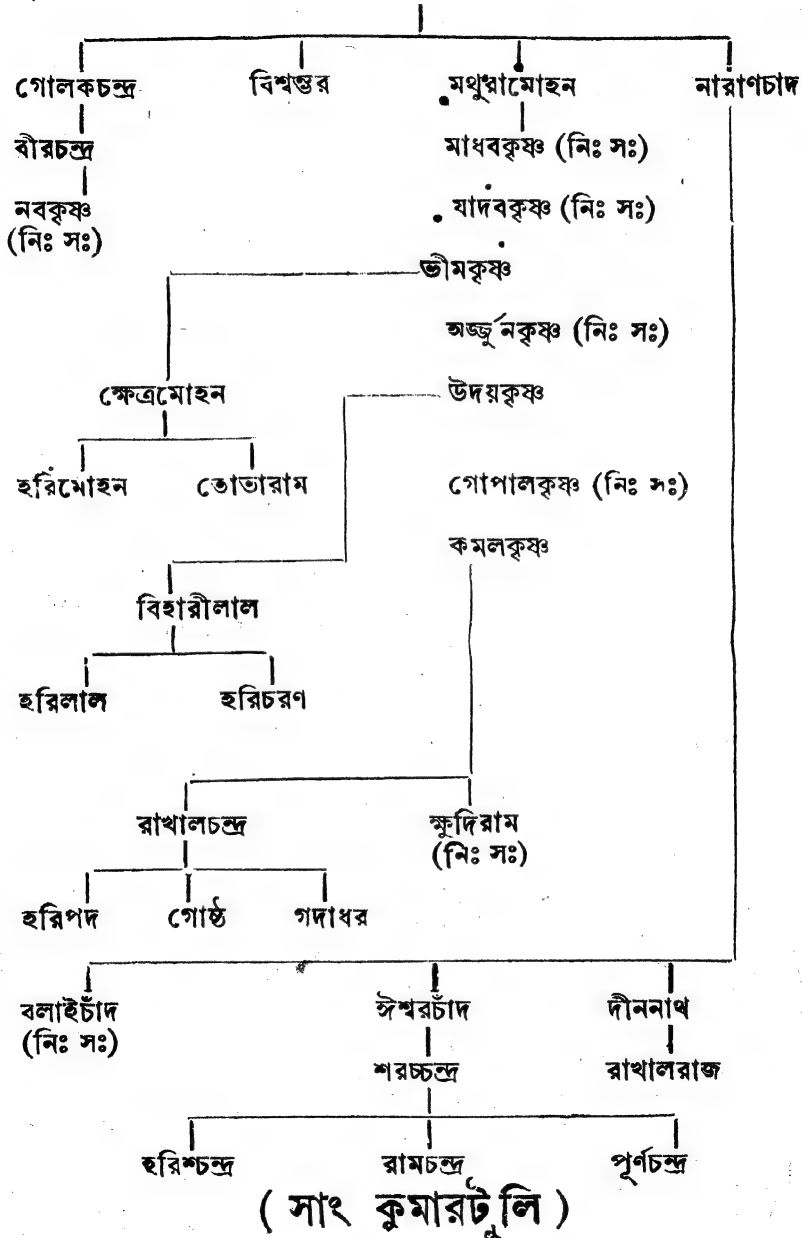 গোলকচন্দ্র বিশ্বম্ভর মথুরামোহন নারাণচাদ
বীরচন্দ্র মাধবকৃষ্ণ (নিঃ সঃ)
নবকৃষ্ণ যাদবকৃষ্ণ (নিঃ সঃ)
(নিঃ সঃ)
ভীমকৃষ্ণ
অর্জ্জুনকৃষ্ণ (নিঃ সঃ)
ক্ষেত্রমোহন উদয়কৃষ্ণ
হরিমোহন তোতারাম গোপালকৃষ্ণ (নিঃ সঃ)
কমলকৃষ্ণ
বিহারীলাল
হরিলাল হরিচরণ
রাখালচন্দ্র ক্ষুদিরাম
(নিঃ সঃ)
হরিপদ গোষ্ঠ গদাধর
বলাইচাঁদ ঈশ্বরচাঁদ দীননাথ
(নিঃ সঃ)
শরচ্চন্দ্র রাখালরাজ
হরিশ্চন্দ্র রামচন্দ্র পূর্ণচন্দ্র
( সাং কুমারটুলি )